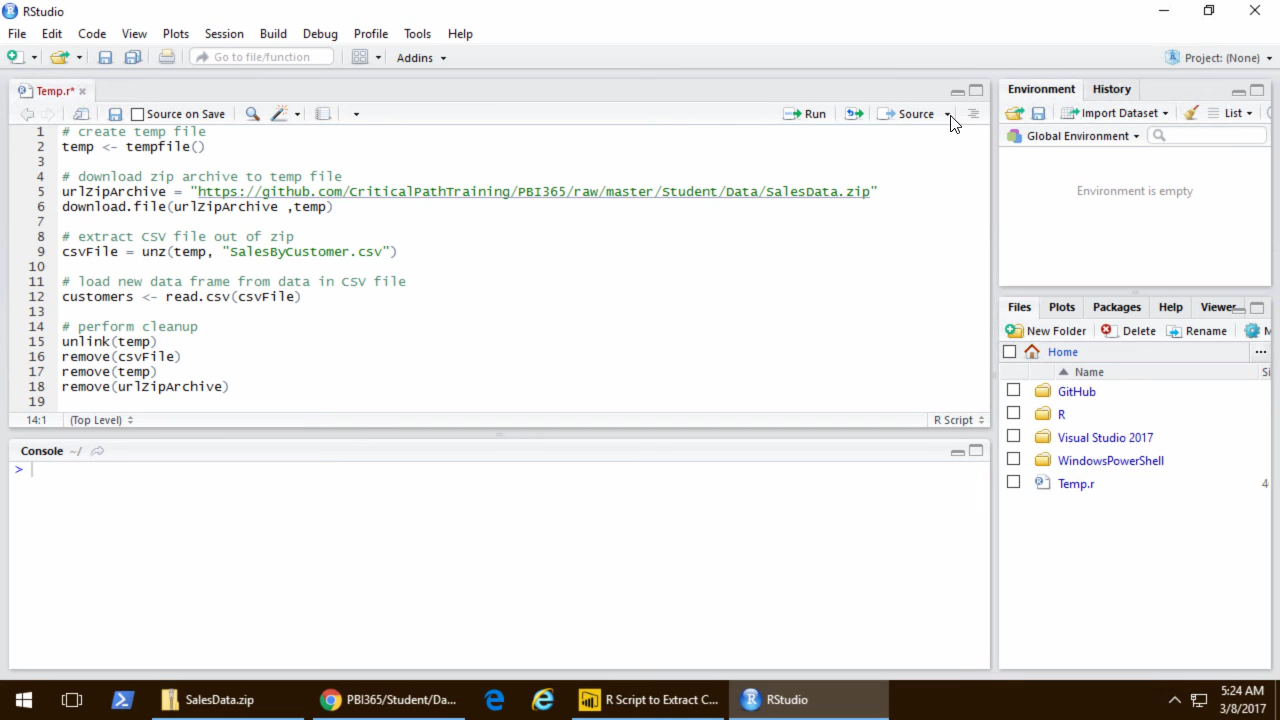 RStudio
File Edit Code View Plots Session Build Debug Profile Tools Help
Go to file/function Addins Project: (None)
Temp.r*
Source on Save Run Source
1 # create temp file
2 temp <- tempfile()
3
4 # download zip archive to temp file
5 urlZipArchive = "https://github.com/CriticalPathTraining/PBI365/raw/master/Student/Data/SalesData.zip"
6 download.file(urlZipArchive ,temp)
7
8 # extract CSV file out of zip
9 csvFile = unz(temp, "SalesByCustomer.csv")
10
11 # load new data frame from data in CSV file
12 customers <- read.csv(csvFile)
13
14 # perform cleanup
15 unlink(temp)
16 remove(csvFile)
17 remove(temp)
18 remove(urlZipArchive)
19
14:1 (Top Level) R Script
Console ~/
>
Environment History
Import Dataset List
Global Environment
Environment is empty
Files Plots Packages Help Viewer
New Folder Delete Rename M
Home ...
Name Si
GitHub
R
Visual Studio 2017
WindowsPowerShell
Temp.r 4
SalesData.zip PBI365/Student/Da... R Script to Extract C... RStudio
5:24 AM
3/8/2017